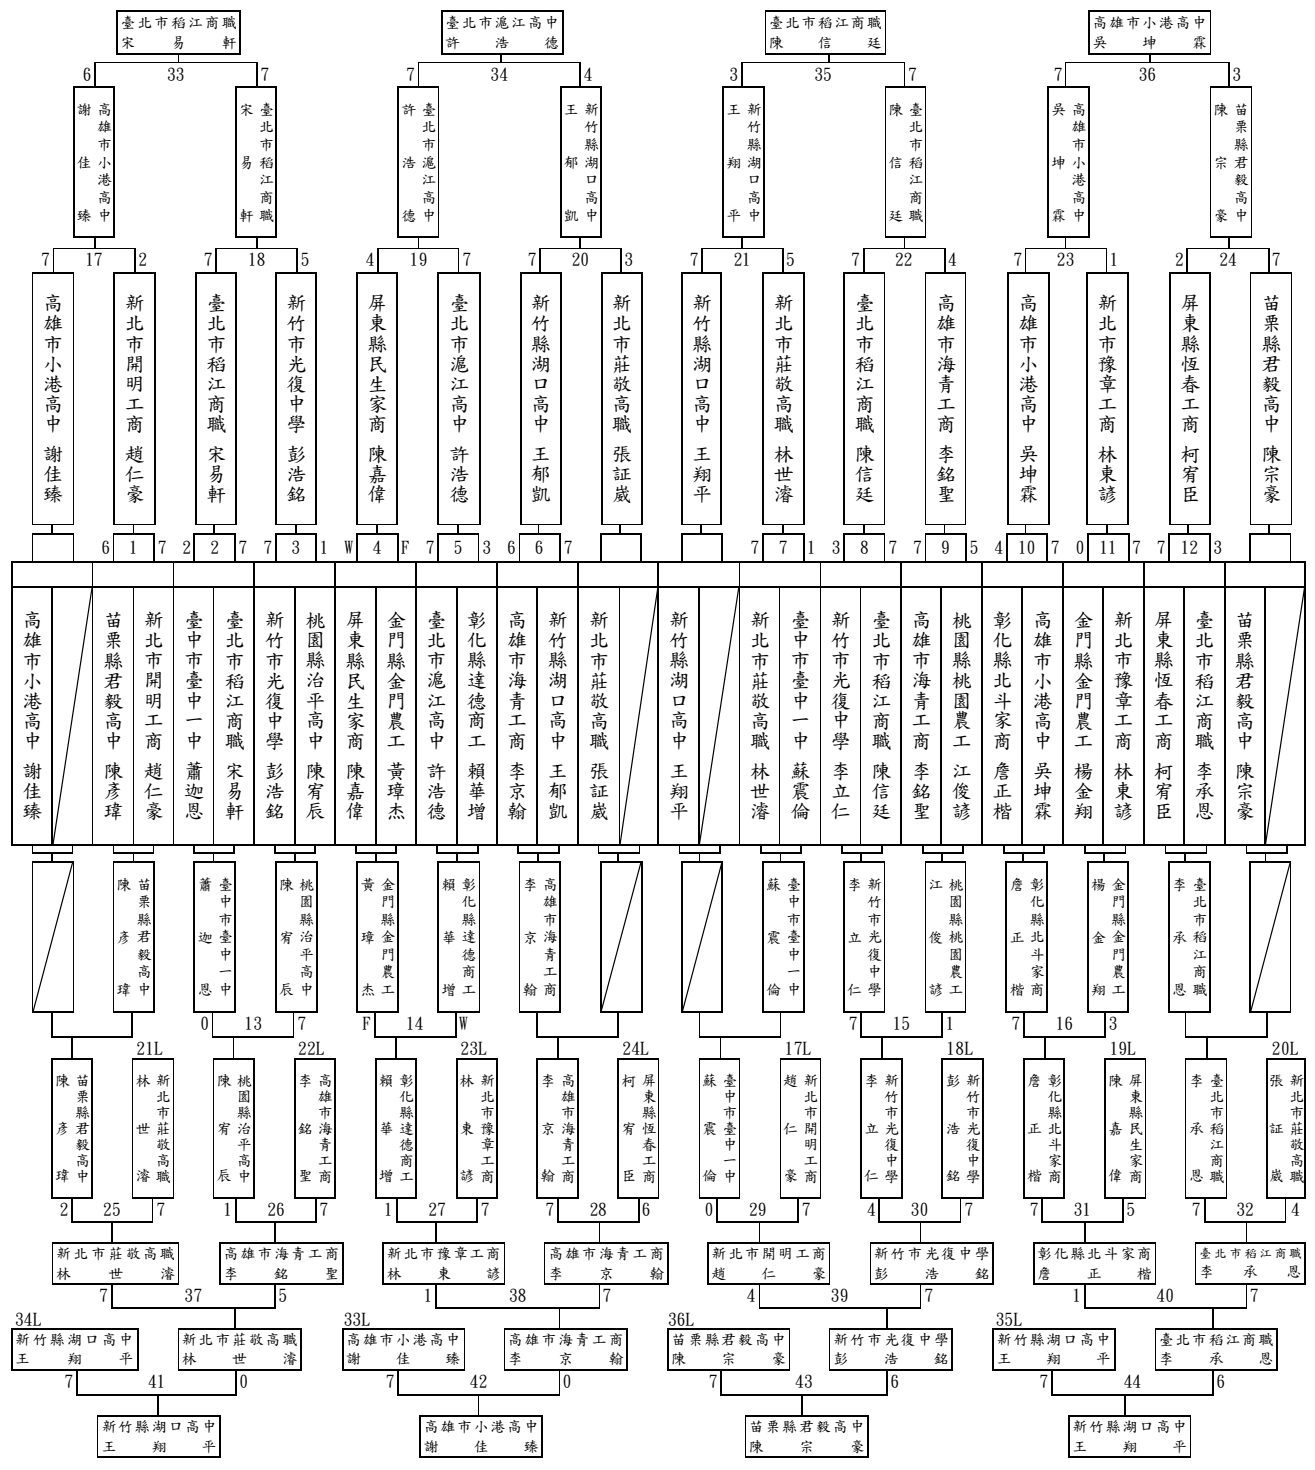 臺北市稻江商職 臺北市滬江高中 臺北市稻江商職 高雄市小港高中
宋易軒 許浩德 陳信廷 吳坤霖
6 33 7 7 34 4 3 35 7 7 36 3
高雄市小港高中 謝佳臻
臺北市稻江商職 宋易軒
臺北市滬江高中 許浩德
新竹縣湖口高中 王郁凱
新竹縣湖口高中 王翔平
臺北市稻江商職 陳信廷
高雄市小港高中 吳坤霖
苗栗縣君毅高中 陳宗豪
7 17 2 7 18 5 4 19 7 7 20 3 7 21 5 7 22 4 7 23 1 2 24 7
高雄市小港高中 謝佳臻
新北市開明工商 趙仁豪
臺北市稻江商職 宋易軒
新竹市光復中學 彭浩銘
屏東縣民生家商 陳嘉偉
臺北市滬江高中 許浩德
新竹縣湖口高中 王郁凱
新北市莊敬高職 張証崴
新竹縣湖口高中 王翔平
新北市莊敬高職 林世濬
臺北市稻江商職 陳信廷
高雄市海青工商 李銘聖
高雄市小港高中 吳坤霖
新北市豫章工商 林東諺
屏東縣恆春工商 柯宥臣
苗栗縣君毅高中 陳宗豪
6 1 7 2 2 7 7 3 1 W 4 F 7 5 3 6 6 7 7 7 1 3 8 7 7 9 5 4 10 7 0 11 7 7 12 3
高雄市小港高中 謝佳臻
苗栗縣君毅高中 陳彥瑋
新北市開明工商 趙仁豪
臺中市臺中一中 蕭迦恩
臺北市稻江商職 宋易軒
新竹市光復中學 彭浩銘
桃園縣治平高中 陳宥辰
屏東縣民生家商 陳嘉偉
金門縣金門農工 黃璋杰
臺北市滬江高中 許浩德
彰化縣達德商工 賴華增
高雄市海青工商 李京翰
新竹縣湖口高中 王郁凱
新北市莊敬高職 張証崴
新竹縣湖口高中 王翔平
新北市莊敬高職 林世濬
臺中市臺中一中 蘇震倫
新竹市光復中學 李立仁
臺北市稻江商職 陳信廷
高雄市海青工商 李銘聖
桃園縣桃園農工 江俊諺
彰化縣北斗家商 詹正楷
高雄市小港高中 吳坤霖
金門縣金門農工 楊金翔
新北市豫章工商 林東諺
屏東縣恆春工商 柯宥臣
臺北市稻江商職 李承恩
苗栗縣君毅高中 陳宗豪
苗栗縣君毅高中 陳彥瑋
臺中市臺中一中 蕭迦恩
桃園縣治平高中 陳宥辰
金門縣金門農工 黃璋杰
彰化縣達德商工 賴華增
高雄市海青工商 李京翰
臺中市臺中一中 蘇震倫
新竹市光復中學 李立仁
桃園縣桃園農工 江俊諺
彰化縣北斗家商 詹正楷
金門縣金門農工 楊金翔
臺北市稻江商職 李承恩
0 13 7 F 14 W 7 15 1 7 16 3
21L 22L 23L 24L 17L 18L 19L 20L
苗栗縣君毅高中 陳彥瑋
新北市莊敬高職 林世濬
桃園縣治平高中 陳宥辰
高雄市海青工商 李銘聖
彰化縣達德商工 賴華增
新北市豫章工商 林東諺
高雄市海青工商 李京翰
屏東縣恆春工商 柯宥臣
臺中市臺中一中 蘇震倫
新北市開明工商 趙仁豪
新竹市光復中學 李立仁
新竹市光復中學 彭浩銘
彰化縣北斗家商 詹正楷
屏東縣民生家商 陳嘉偉
臺北市稻江商職 李承恩
新北市莊敬高職 張証崴
2 25 7 1 26 7 1 27 7 7 28 6 0 29 7 4 30 7 7 31 5 7 32 4
新北市莊敬高職 高雄市海青工商 新北市豫章工商 高雄市海青工商 新北市開明工商 新竹市光復中學 彰化縣北斗家商 臺北市稻江商職
林世濬 李銘聖 林東諺 李京翰 趙仁豪 彭浩銘 詹正楷 李承恩
7 37 5 1 38 7 4 39 7 1 40 7
34L 33L 36L 35L
新竹縣湖口高中 新北市莊敬高職 高雄市小港高中 高雄市海青工商 苗栗縣君毅高中 新竹市光復中學 新竹縣湖口高中 臺北市稻江商職
王翔平 林世濬 謝佳臻 李京翰 陳宗豪 彭浩銘 王翔平 李承恩
7 41 0 7 42 0 7 43 6 7 44 6
新竹縣湖口高中 高雄市小港高中 苗栗縣君毅高中 新竹縣湖口高中
王翔平 謝佳臻 陳宗豪 王翔平